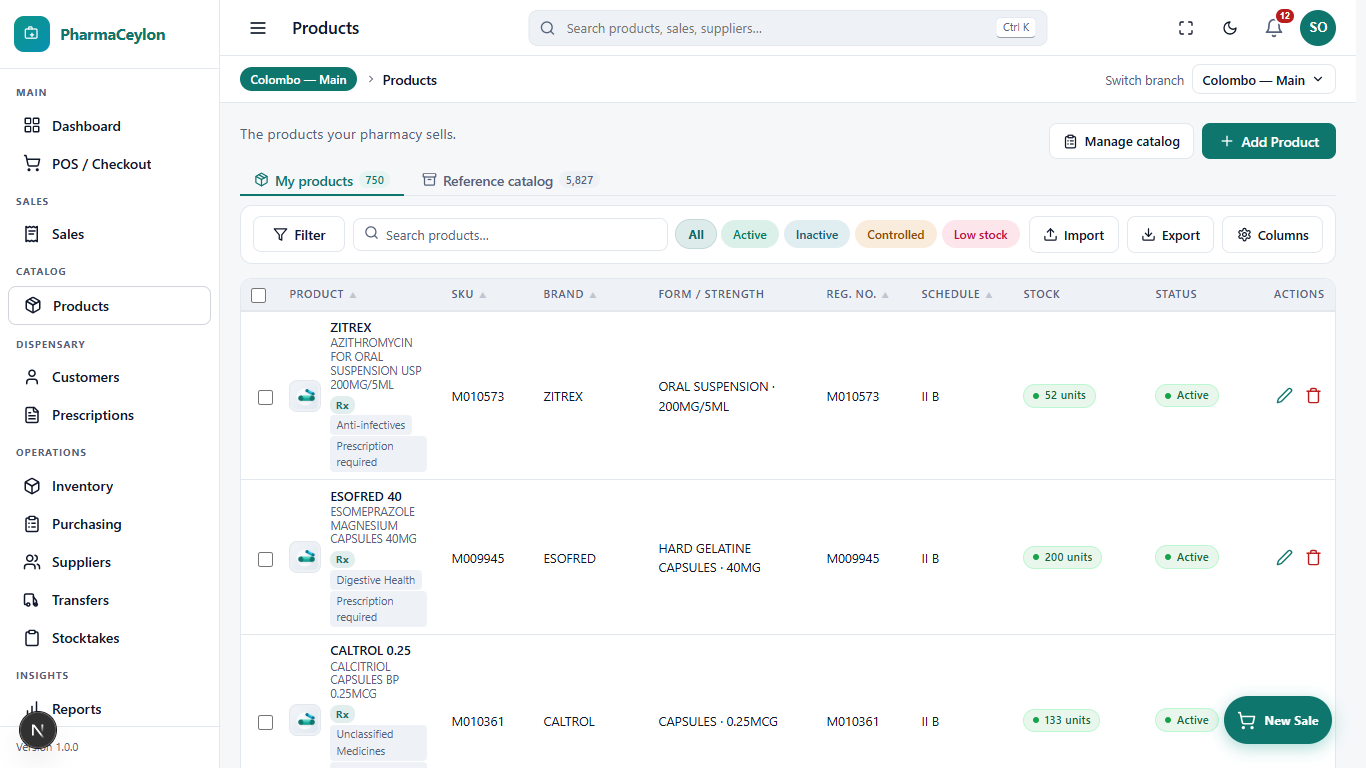 PharmaCeylon
Products
Search products, sales, suppliers...
Ctrl K
12
SO
Colombo — Main
Products
Switch branch
Colombo — Main
MAIN
Dashboard
POS / Checkout
SALES
Sales
CATALOG
Products
DISPENSARY
Customers
Prescriptions
OPERATIONS
Inventory
Purchasing
Suppliers
Transfers
Stocktakes
INSIGHTS
Reports
N
Version 1.0.0
The products your pharmacy sells.
Manage catalog
Add Product
My products 750
Reference catalog 5,827
Filter
Search products...
All
Active
Inactive
Controlled
Low stock
Import
Export
Columns
PRODUCT SKU BRAND FORM / STRENGTH REG. NO. SCHEDULE STOCK STATUS ACTIONS
ZITREX
AZITHROMYCIN
FOR ORAL
SUSPENSION USP
200MG/5ML
Rx
Anti-infectives
Prescription
required
M010573
ZITREX
ORAL SUSPENSION ·
200MG/5ML
M010573
II B
52 units
Active
ESOFRED 40
ESOMEPRAZOLE
MAGNESIUM
CAPSULES 40MG
Rx
Digestive Health
Prescription
required
M009945
ESOFRED
HARD GELATINE
CAPSULES · 40MG
M009945
II B
200 units
Active
CALTROL 0.25
CALCITRIOL
CAPSULES BP
0.25MCG
Rx
Unclassified
Medicines
M010361
CALTROL
CAPSULES · 0.25MCG
M010361
II B
133 units
Active
New Sale